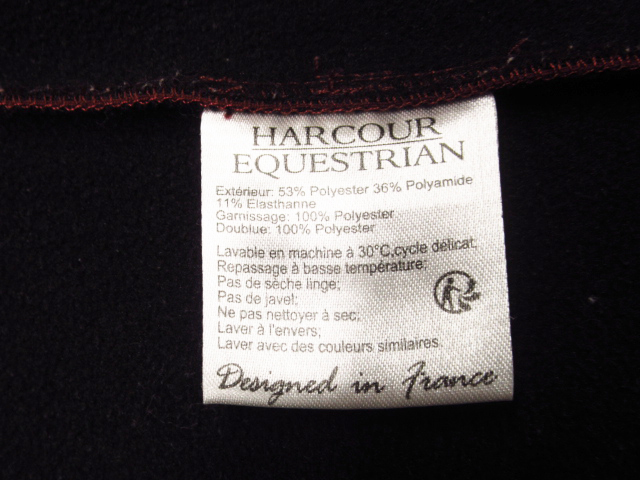 HARCOUR
EQUESTRIAN
Extérieur: 53% Polyester 36% Polyamide
11% Elasthanne
Garnissage: 100% Polyester
Doublue: 100% Polyester
Lavable en machine à 30°C,cycle délicat;
Repassage à basse température;
Pas de sèche linge;
Pas de javel;
Ne pas nettoyer à sec;
Laver à l'envers;
Laver avec des couleurs similaires.
Designed in France